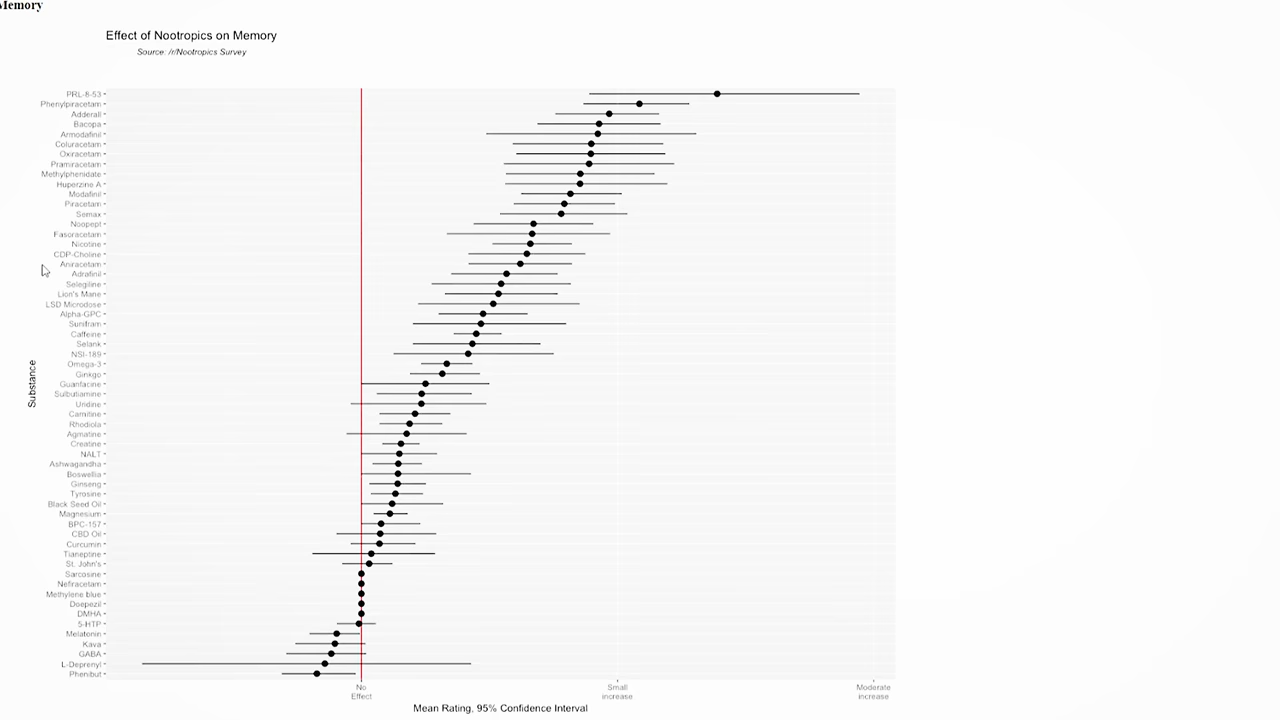 Memory
Effect of Nootropics on Memory
Source: /r/Nootropics Survey
PRL-8-53
Phenylpiracetam
Adderall
Bacopa
Armodafinil
Coluracetam
Oxiracetam
Pramiracetam
Methylphenidate
Huperzine A
Modafinil
Piracetam
Semax
Noopept
Fasoracetam
Nicotine
CDP-Choline
Aniracetam
Adrafinil
Selegiline
Lion's Mane
LSD Microdose
Alpha-GPC
Sunifram
Caffeine
Selank
NSI-189
Omega-3
Ginkgo
Guanfacine
Sulbutiamine
Uridine
Carnitine
Rhodiola
Agmatine
Creatine
NALT
Ashwagandha
Boswellia
Ginseng
Tyrosine
Black Seed Oil
Magnesium
BPC-157
CBD Oil
Curcumin
Tianeptine
St. John's
Sarcosine
Nefiracetam
Methylene blue
Doepezil
DMHA
5-HTP
Melatonin
Kava
GABA
L-Deprenyl
Phenibut
Substance
No
Effect
Small
increase
Moderate
increase
Mean Rating, 95% Confidence Interval